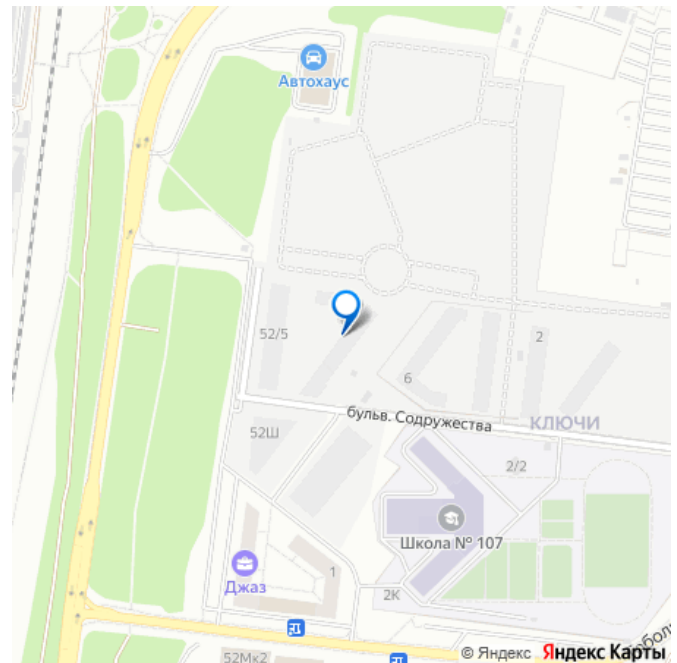 Автохаус
52/5
2
6
бульв. Содружества
КЛЮЧИ
52Ш
2/2
Школа № 107
Джаз
1
2К
© Яндекс Яндекс Карты
52Мк2